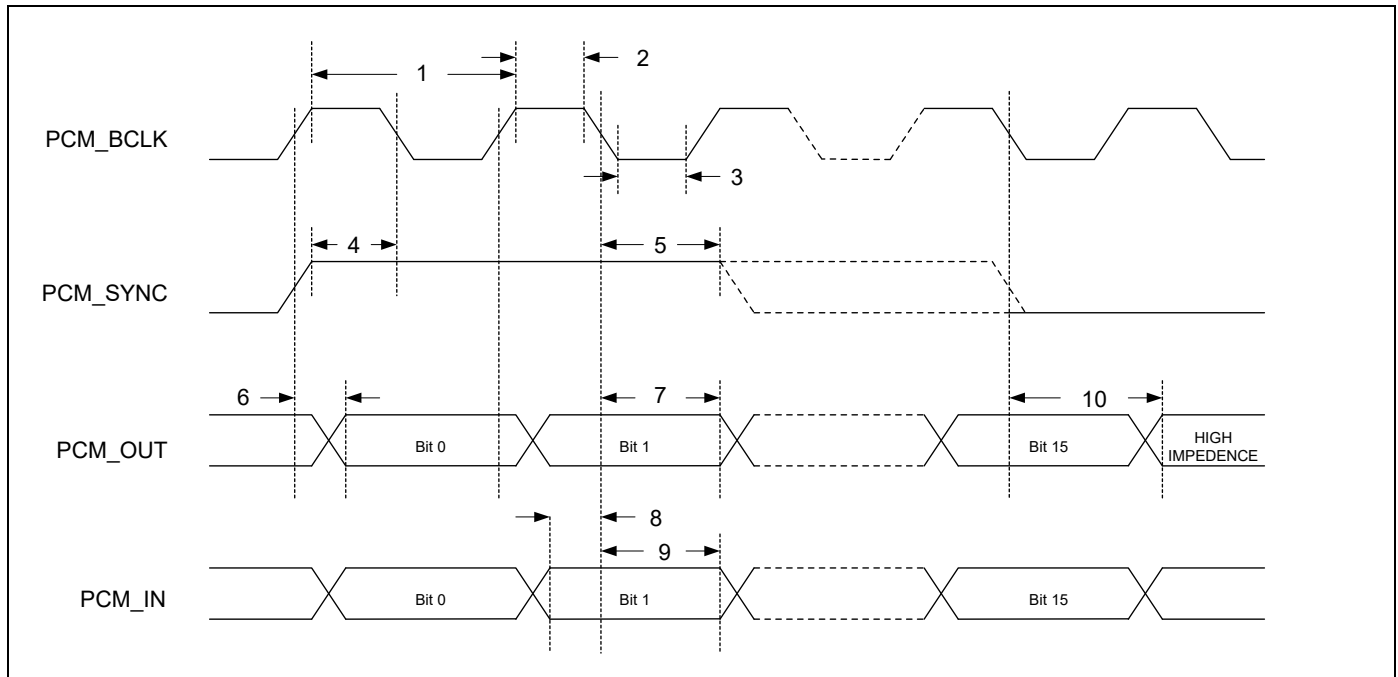 1
2
PCM_BCLK
3
4
5
PCM_SYNC
6
7
10
PCM_OUT
Bit 0
Bit 1
Bit 15
HIGH
IMPEDENCE
8
9
PCM_IN
Bit 0
Bit 1
Bit 15